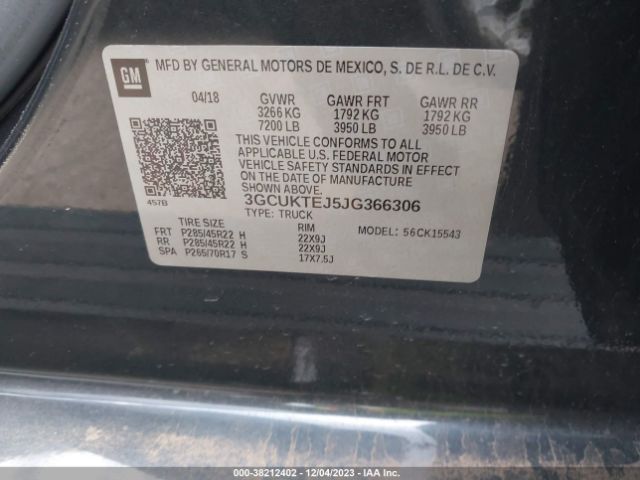 GM
MFD BY GENERAL MOTORS DE MEXICO, S. DE R.L. DE C.V.
04/18 GVWR GAWR FRT GAWR RR
3266 KG 1792 KG 1792 KG
7200 LB 3950 LB 3950 LB
THIS VEHICLE CONFORMS TO ALL
APPLICABLE U.S. FEDERAL MOTOR
VEHICLE SAFETY STANDARDS IN EFFECT
ON THE DATE OF MANUFACTURE
SHOWN ABOVE.
457B 3GCUKTEJ5JG366306
TYPE: TRUCK
TIRE SIZE RIM MODEL: 56CK15543
FRT P285/45R22 H 22X9J
RR P285/45R22 H 22X9J
SPA P265/70R17 S 17X7.5J
000-38212402 - 12/04/2023 - IAA Inc.